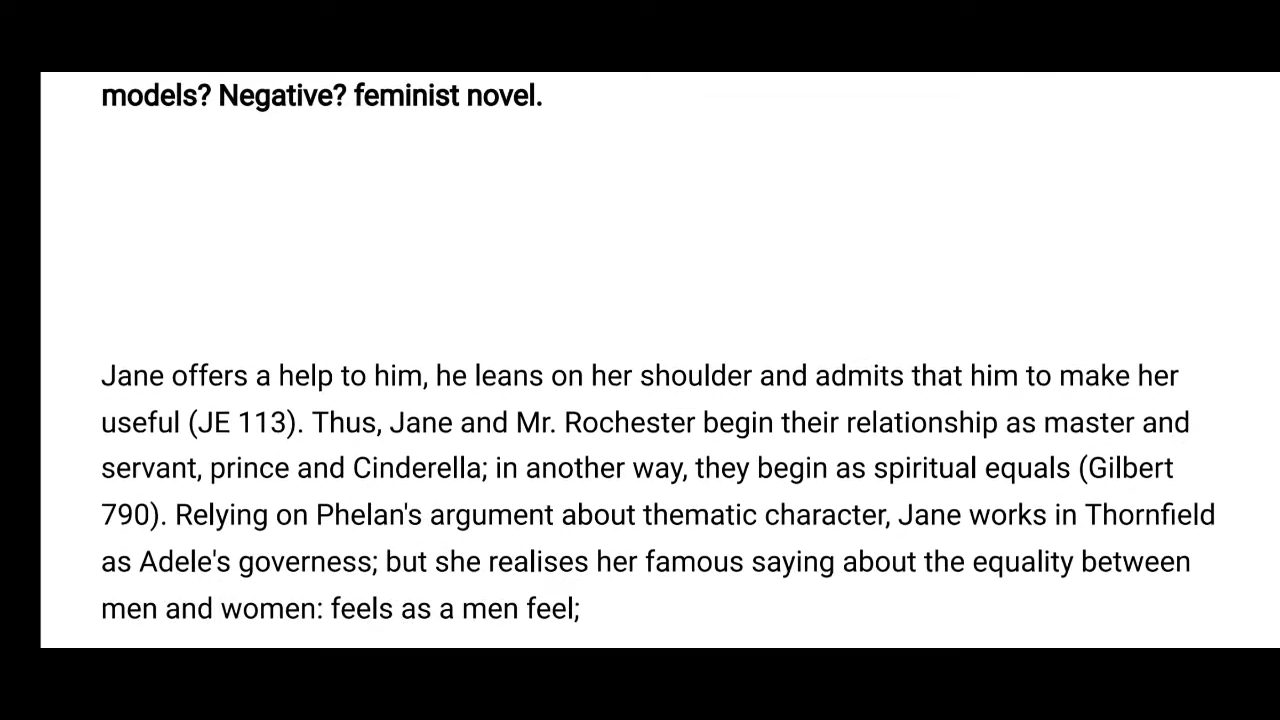 models? Negative? feminist novel.
Jane offers a help to him, he leans on her shoulder and admits that him to make her
useful (JE 113). Thus, Jane and Mr. Rochester begin their relationship as master and
servant, prince and Cinderella; in another way, they begin as spiritual equals (Gilbert
790). Relying on Phelan's argument about thematic character, Jane works in Thornfield
as Adele's governess; but she realises her famous saying about the equality between
men and women: feels as a men feel;